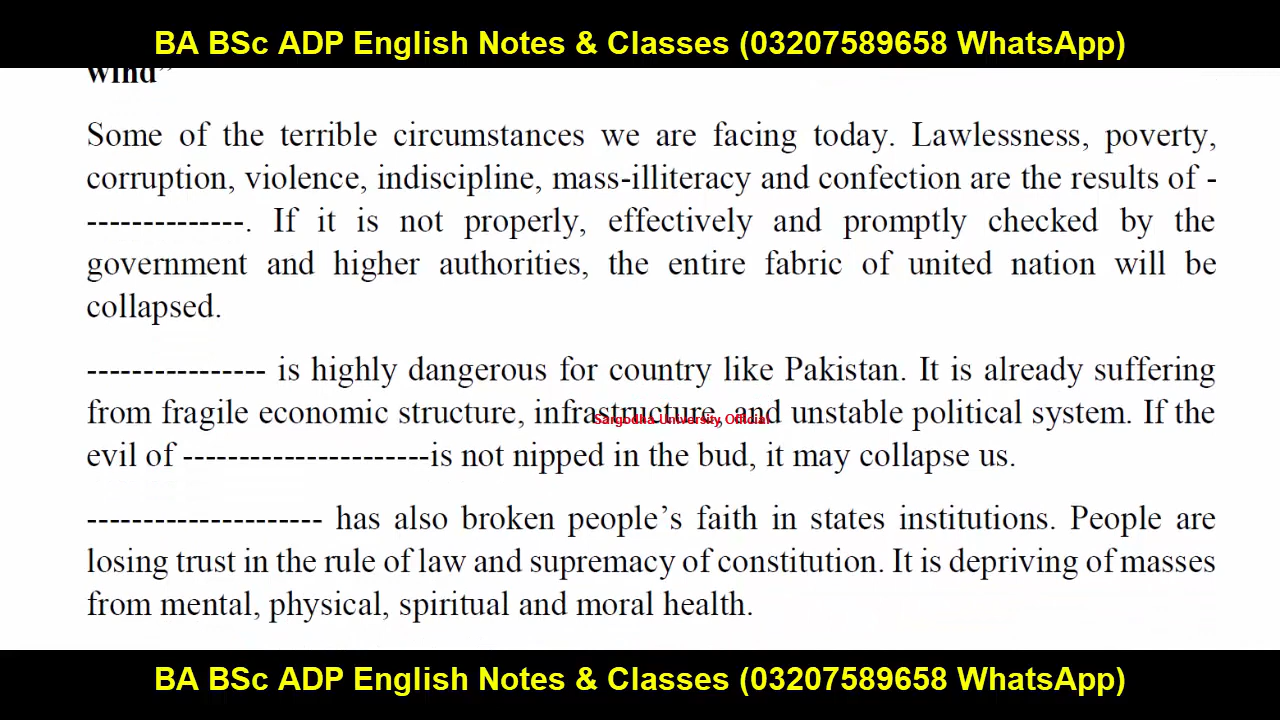 BA BSc ADP English Notes & Classes (03207589658 WhatsApp)
wind”
Some of the terrible circumstances we are facing today. Lawlessness, poverty,
corruption, violence, indiscipline, mass-illiteracy and confection are the results of -
--------------. If it is not properly, effectively and promptly checked by the
government and higher authorities, the entire fabric of united nation will be
collapsed.
---------------- is highly dangerous for country like Pakistan. It is already suffering
from fragile economic structure, infrastructure, and unstable political system. If the
Sargodha University Official
evil of ----------------------is not nipped in the bud, it may collapse us.
--------------------- has also broken people’s faith in states institutions. People are
losing trust in the rule of law and supremacy of constitution. It is depriving of masses
from mental, physical, spiritual and moral health.
BA BSc ADP English Notes & Classes (03207589658 WhatsApp)